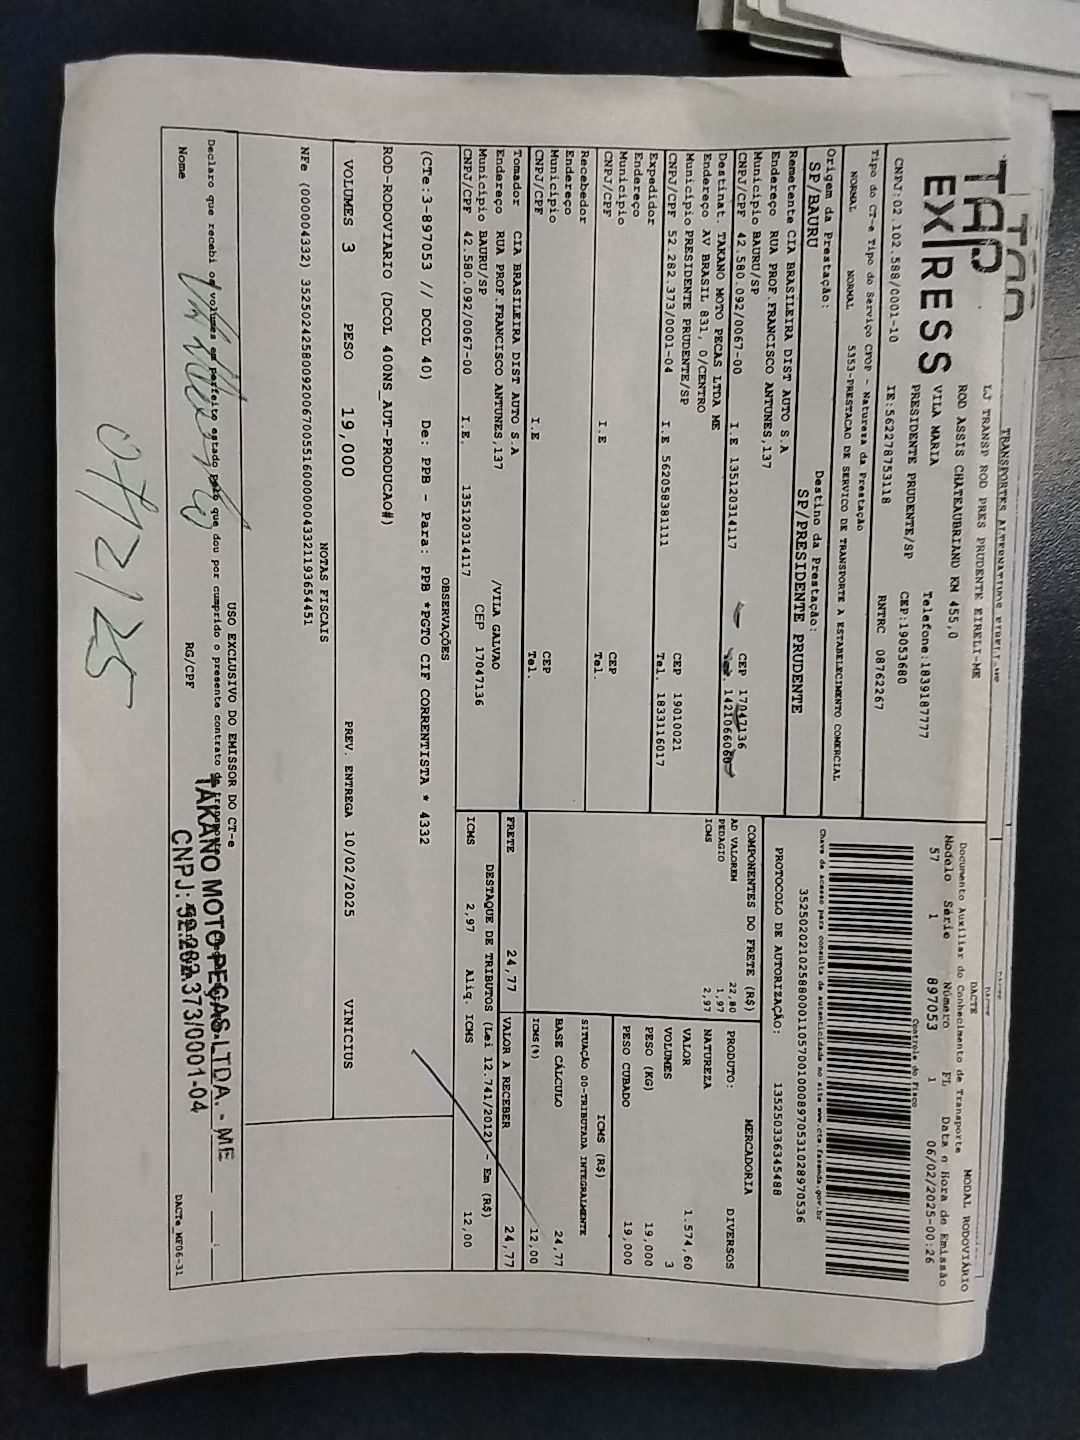 TAP
EXPRESS
LJ TRANSP ROD PRES PRUDENTE EIRELI-ME
ROD ASSIS CHATEAUBRIAND KM 455,0
VILA MARIA Telefone:1839187777
PRESIDENTE PRUDENTE/SP CEP:19053680
CNPJ:02.102.588/0001-10 IE:562278753118 RNTRC 08762267
DACTE MODAL RODOVIÁRIO
Documento Auxiliar do Conhecimento de Transporte
Modelo Série Número FL Data e Hora de Emissão
57 1 897053 1 06/02/2025-00:26
Controle do Fisco
Chave de acesso para consulta de autenticidade no site www.cte.fazenda.gov.br
35250202102588000110570010008970531028970536
PROTOCOLO DE AUTORIZAÇÃO: 135250336345488
Tipo do CT-e Tipo do Serviço CFOP - Natureza da Prestação
NORMAL NORMAL 5353-PRESTACAO DE SERVICO DE TRANSPORTE A ESTABELECIMENTO COMERCIAL
Origem da Prestação: Destino da Prestação:
SP/BAURU SP/PRESIDENTE PRUDENTE
Remetente CIA BRASILEIRA DIST AUTO S.A
Endereço RUA PROF.FRANCISCO ANTUNES,137
Município BAURU/SP CEP 17047136
CNPJ/CPF 42.580.092/0067-00 I.E 135120314117 Tel.
Destinat. TAKANO MOTO PECAS LTDA ME
Endereço AV BRASIL 831, 0/CENTRO
Município PRESIDENTE PRUDENTE/SP CEP 19010021
CNPJ/CPF 52.282.373/0001-04 I.E 562058381111 Tel. 1833116017
Expedidor
Endereço
Município CEP
CNPJ/CPF I.E Tel.
Recebedor
Endereço
Município CEP
CNPJ/CPF I.E Tel.
Tomador CIA BRASILEIRA DIST AUTO S.A
Endereço RUA PROF.FRANCISCO ANTUNES,137 /VILA GALVAO
Município BAURU/SP CEP 17047136
CNPJ/CPF 42.580.092/0067-00 I.E. 135120314117
COMPONENTES DO FRETE (R$)
AD VALOREM 22,80
PEDAGIO 1,97
ICMS 2,97
PRODUTO: MERCADORIA
NATUREZA DIVERSOS
VALOR 1.574,60
VOLUMES 3
PESO (KG) 19,000
PESO CUBADO 19,000
ICMS (R$)
SITUAÇÃO 00-TRIBUTADA INTEGRALMENTE
BASE CÁLCULO 24,77
ICMS(%) 12,00
FRETE 24,77 VALOR A RECEBER 24,77
DESTAQUE DE TRIBUTOS (Lei 12.741/2012) - Em (R$)
ICMS 2,97 Aliq. ICMS 12,00
OBSERVAÇÕES
(CTe:3-897053 // DCOL 40) De: PPB - Para: PPB *PGTO CIF CORRENTISTA * 4332
ROD-RODOVIARIO (DCOL 400NS_AUT-PRODUCAO#)
VOLUMES 3 PESO 19,000 PREV. ENTREGA 10/02/2025 VINICIUS
NOTAS FISCAIS
NFe (000004332) 35250242580092006700551600000043321193654451
USO EXCLUSIVO DO EMISSOR DO CT-e
Declaro que recebi os volumes em perfeito estado pelo que dou por cumprido o presente contrato de transporte
Nome RG/CPF
TAKANO MOTO PEÇAS LTDA. - ME
CNPJ: 52.282.373/0001-04
DACTe_MF06-31